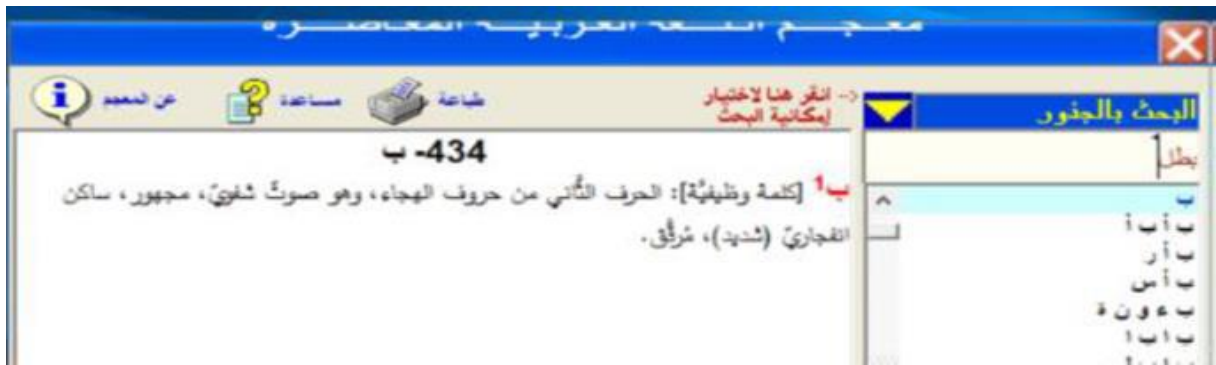 معجم اللغة العربية المعاصرة
عن المعجم
مساعدة
طباعة
<-- انقر هنا لاختيار
إمكانية البحث
البحث بالجذور
بطل
434- ب
ب1 [كلمة وظيفيَّة]: الحرف الثَّاني من حروف الهجاء، وهو صوتٌ شفويّ، مجهور، ساكن
انفجاريّ (شديد)، مُرقَّق.
ب
ب أ ب أ
ب أ ر
ب أ س
ب ع و ن ة
ب ا ب ا